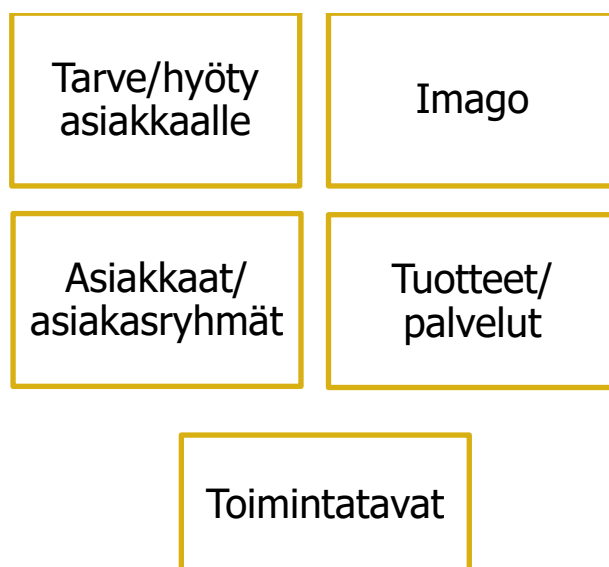 Tarve/hyöty
asiakkaalle
Imago
Asiakkaat/
asiakasryhmät
Tuotteet/
palvelut
Toimintatavat